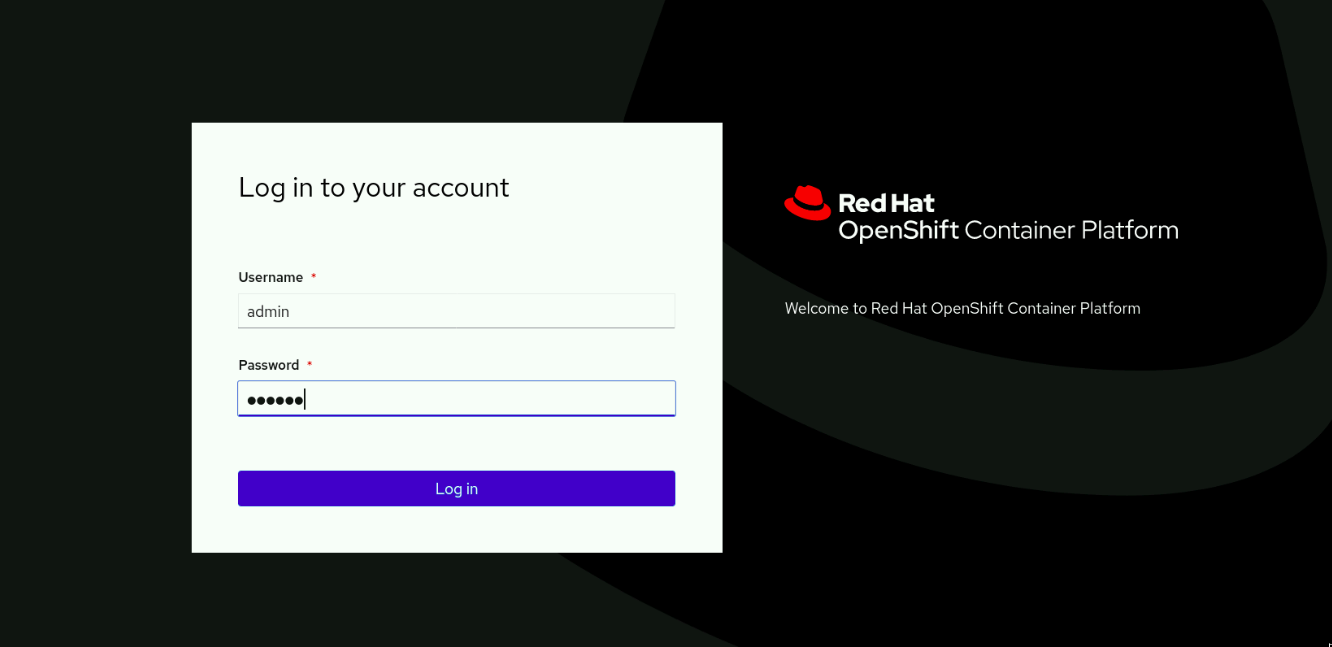 Log in to your account
Username *
admin
Password *
●●●●●●
Log in
Red Hat
OpenShift Container Platform
Welcome to Red Hat OpenShift Container Platform